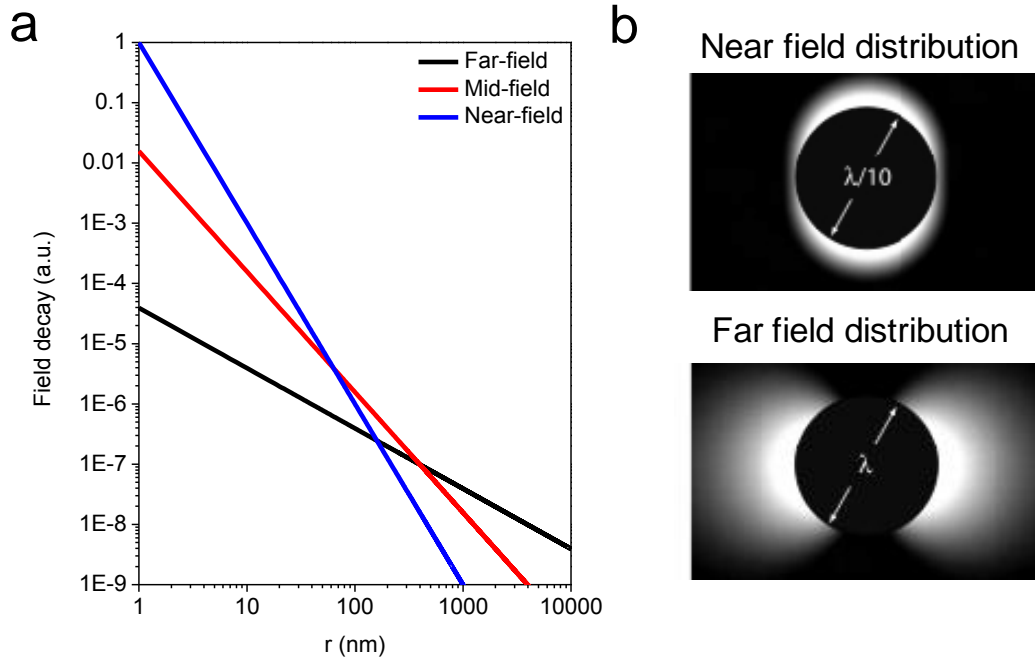 a
1
0.1
0.01
1E-3
1E-4
1E-5
1E-6
1E-7
1E-8
1E-9
Field decay (a.u.)
1
10
100
1000
10000
r (nm)
Far-field
Mid-field
Near-field
b
Near field distribution
λ/10
Far field distribution
λ